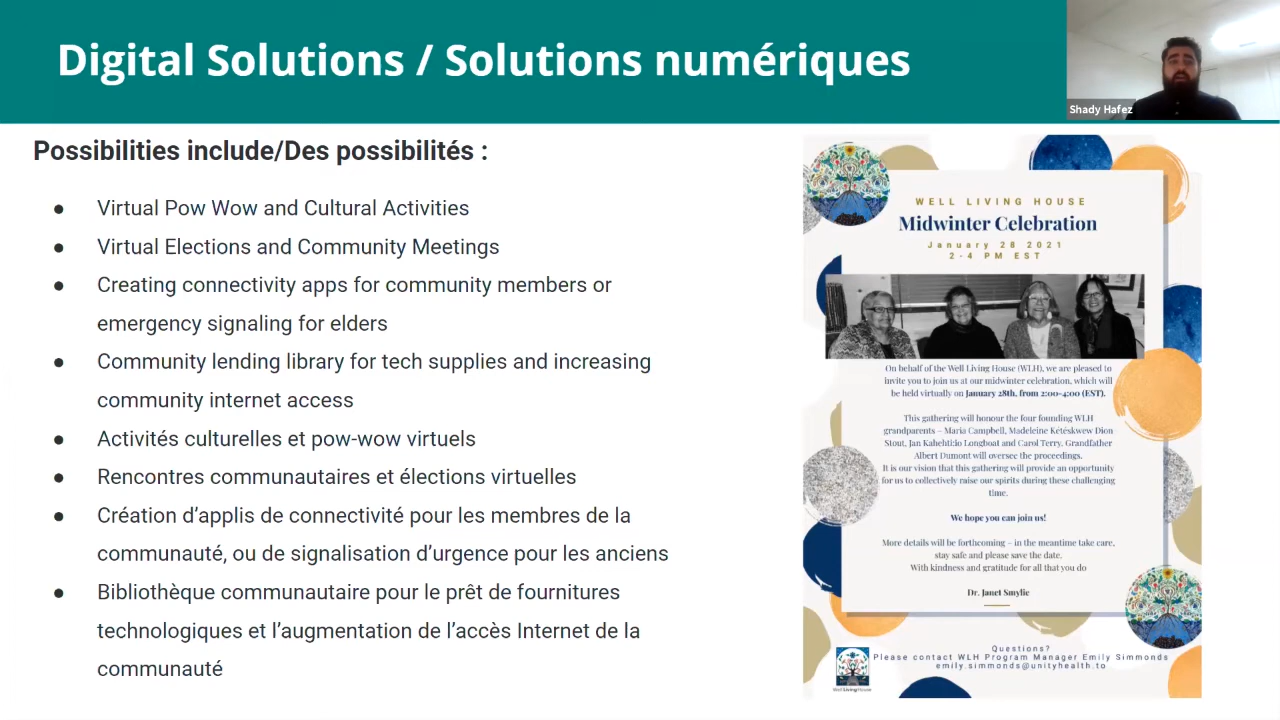 Digital Solutions / Solutions numériques
Shady Hafez
Possibilities include/Des possibilités :
● Virtual Pow Wow and Cultural Activities
● Virtual Elections and Community Meetings
● Creating connectivity apps for community members or
emergency signaling for elders
● Community lending library for tech supplies and increasing
community internet access
● Activités culturelles et pow-wow virtuels
● Rencontres communautaires et élections virtuelles
● Création d’applis de connectivité pour les membres de la
communauté, ou de signalisation d’urgence pour les anciens
● Bibliothèque communautaire pour le prêt de fournitures
technologiques et l’augmentation de l’accès Internet de la
communauté
WELL LIVING HOUSE
Midwinter Celebration
January 28 2021
2-4 PM EST
On behalf of the Well Living House (WLH), we are pleased to
invite you to join us at our midwinter celebration, which will
be held virtually on January 28th, from 2:00-4:00 (EST).
This gathering will honour the four founding WLH
grandparents – Maria Campbell, Madeleine Kétéskwew Dion
Stout, Jan Kahehti:io Longboat and Carol Terry. Grandfather
Albert Dumont will oversee the proceedings.
It is our vision that this gathering will provide an opportunity
for us to collectively raise our spirits during these challenging
time.
We hope you can join us!
More details will be forthcoming – in the meantime take care,
stay safe and please save the date.
With kindness and gratitude for all that you do
Dr. Janet Smylie
Questions?
Please contact WLH Program Manager Emily Simmonds
emily.simmonds@unityhealth.to
Well Living House